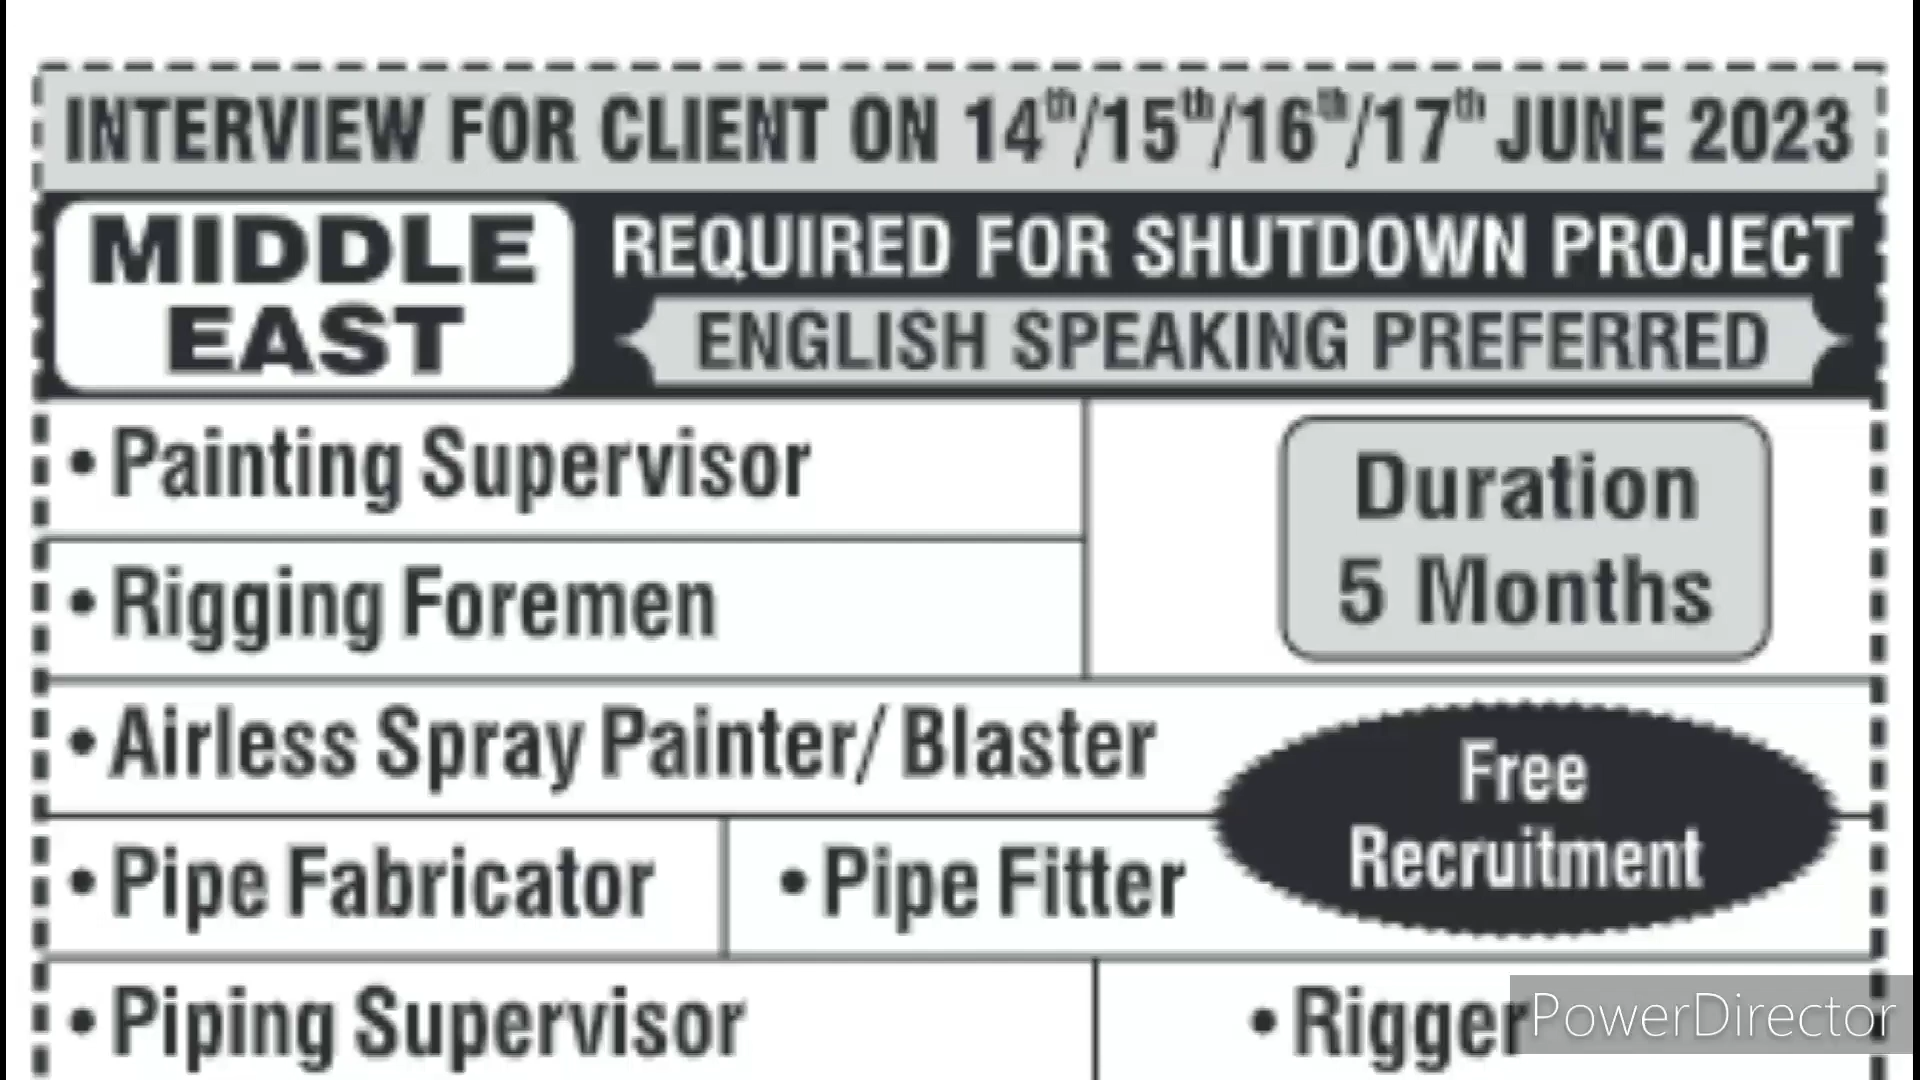 INTERVIEW FOR CLIENT ON 14th/15th/16th/17th JUNE 2023
MIDDLE
EAST
REQUIRED FOR SHUTDOWN PROJECT
ENGLISH SPEAKING PREFERRED
• Painting Supervisor
• Rigging Foremen
Duration
5 Months
• Airless Spray Painter/ Blaster
Free
Recruitment
• Pipe Fabricator
• Pipe Fitter
• Piping Supervisor
• Rigger
PowerDirector